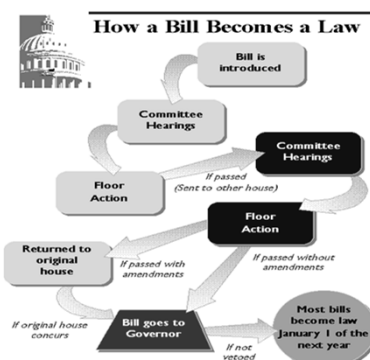 How a Bill Becomes a Law
Bill is
introduced
Committee
Hearings
Committee
Hearings
If passed
(Sent to other house)
Floor
Action
Floor
Action
Returned to
original
house
If passed with
amendments
If passed without
amendments
If original house
concurs
Bill goes to
Governor
If not
vetoed
Most bills
become law
January 1 of the
next year